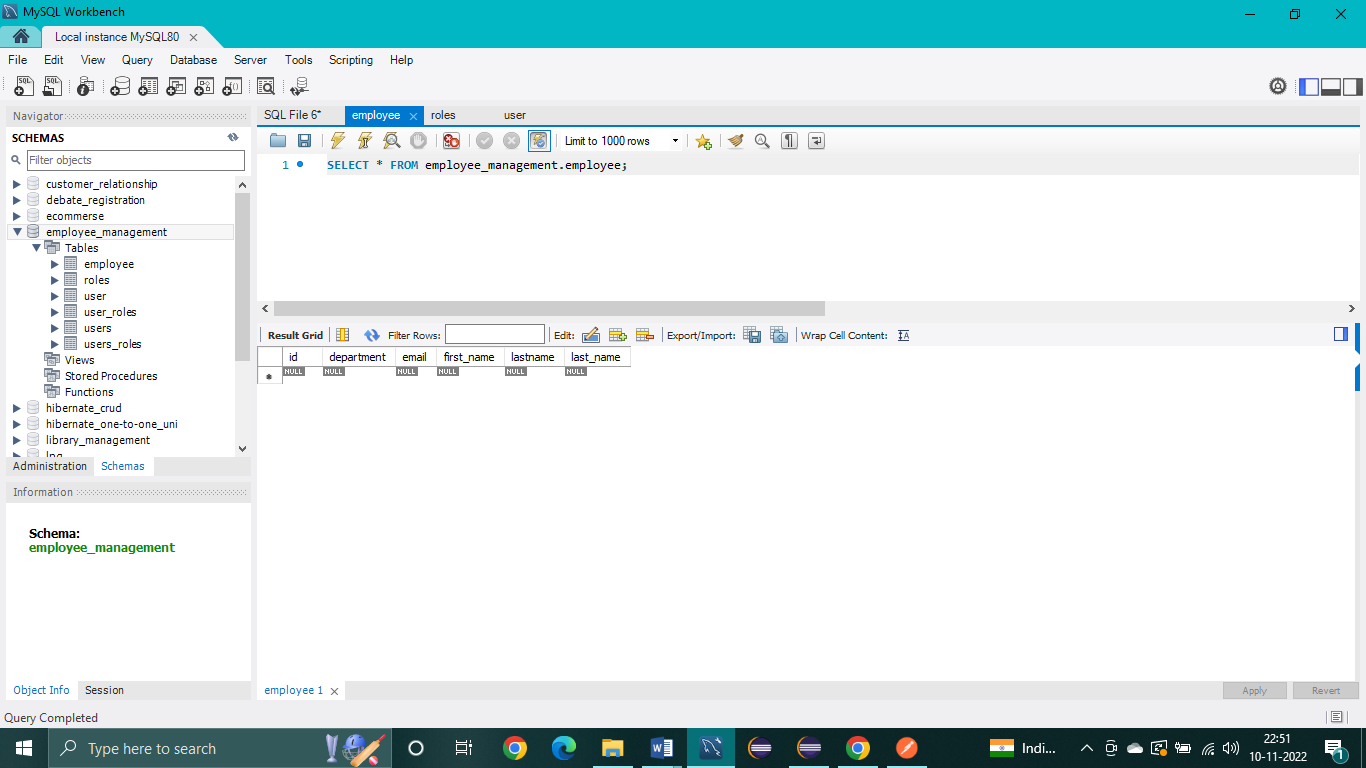 MySQL Workbench
Local instance MySQL80
File Edit View Query Database Server Tools Scripting Help
Navigator
SCHEMAS
Filter objects
customer_relationship
debate_registration
ecommerse
employee_management
Tables
employee
roles
user
user_roles
users
users_roles
Views
Stored Procedures
Functions
hibernate_crud
hibernate_one-to-one_uni
library_management
Administration Schemas
Information
Schema:
employee_management
Object Info Session
SQL File 6* employee roles user
Limit to 1000 rows
1 SELECT * FROM employee_management.employee;
Result Grid Filter Rows: Edit: Export/Import: Wrap Cell Content:
id department email first_name lastname last_name
NULL NULL NULL NULL NULL NULL
employee 1 Apply Revert
Query Completed
Type here to search
Indi...
22:51
10-11-2022
1